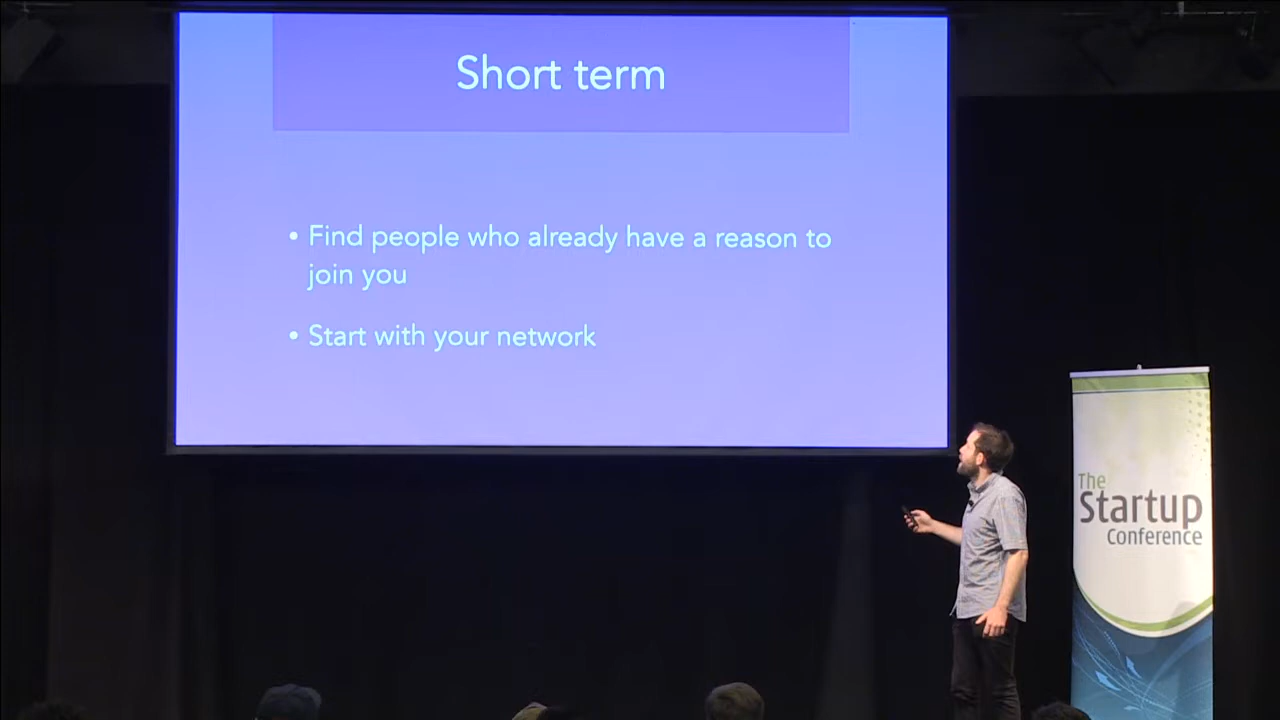 Short term
• Find people who already have a reason to
join you
• Start with your network
The
Startup
Conference